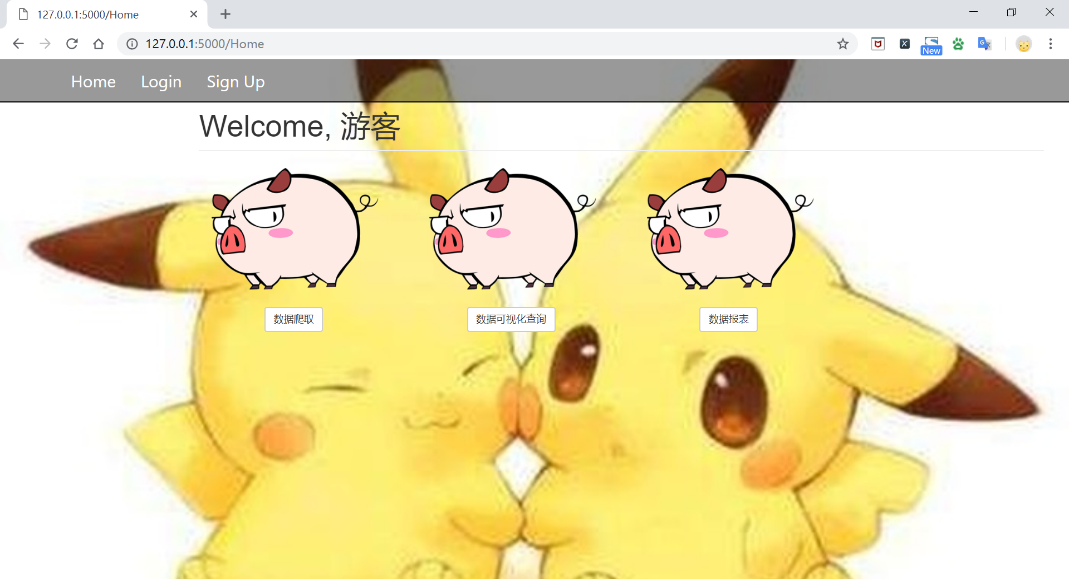 127.0.0.1:5000/Home
127.0.0.1:5000/Home
New
Home Login Sign Up
Welcome, 游客
数据爬取 数据可视化查询 数据报表